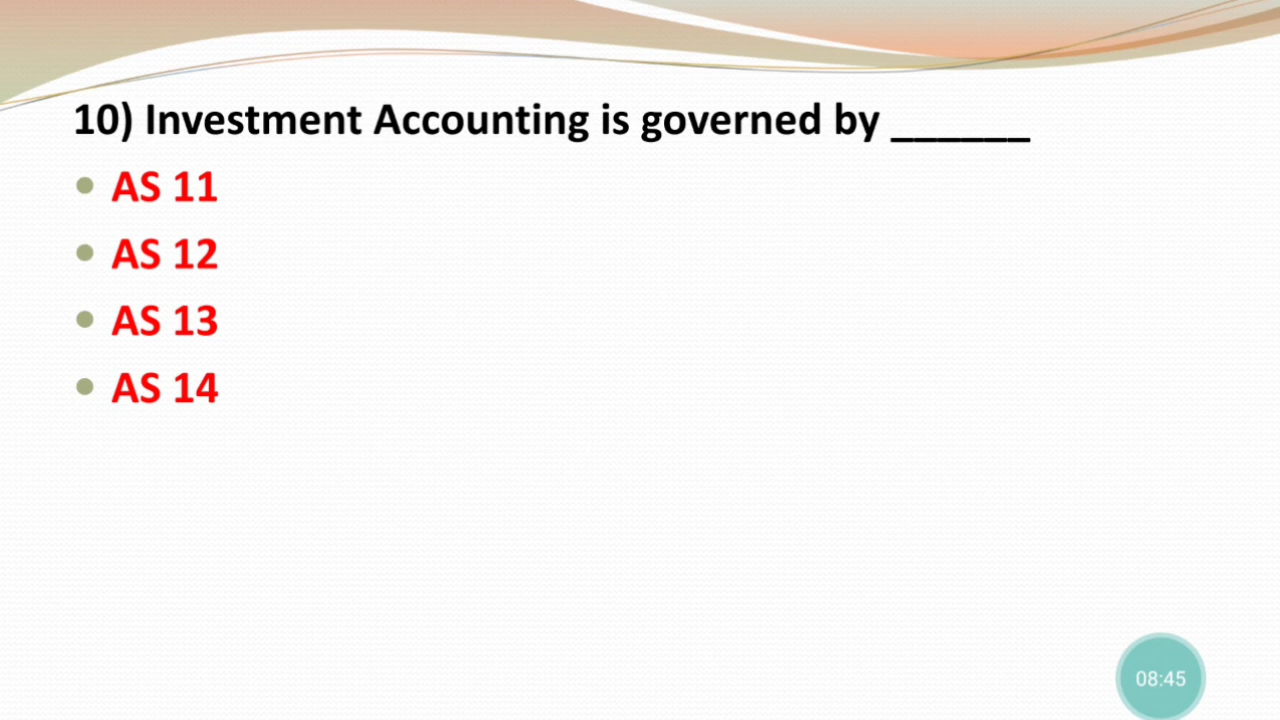 10) Investment Accounting is governed by ______
• AS 11
• AS 12
• AS 13
• AS 14
08:45